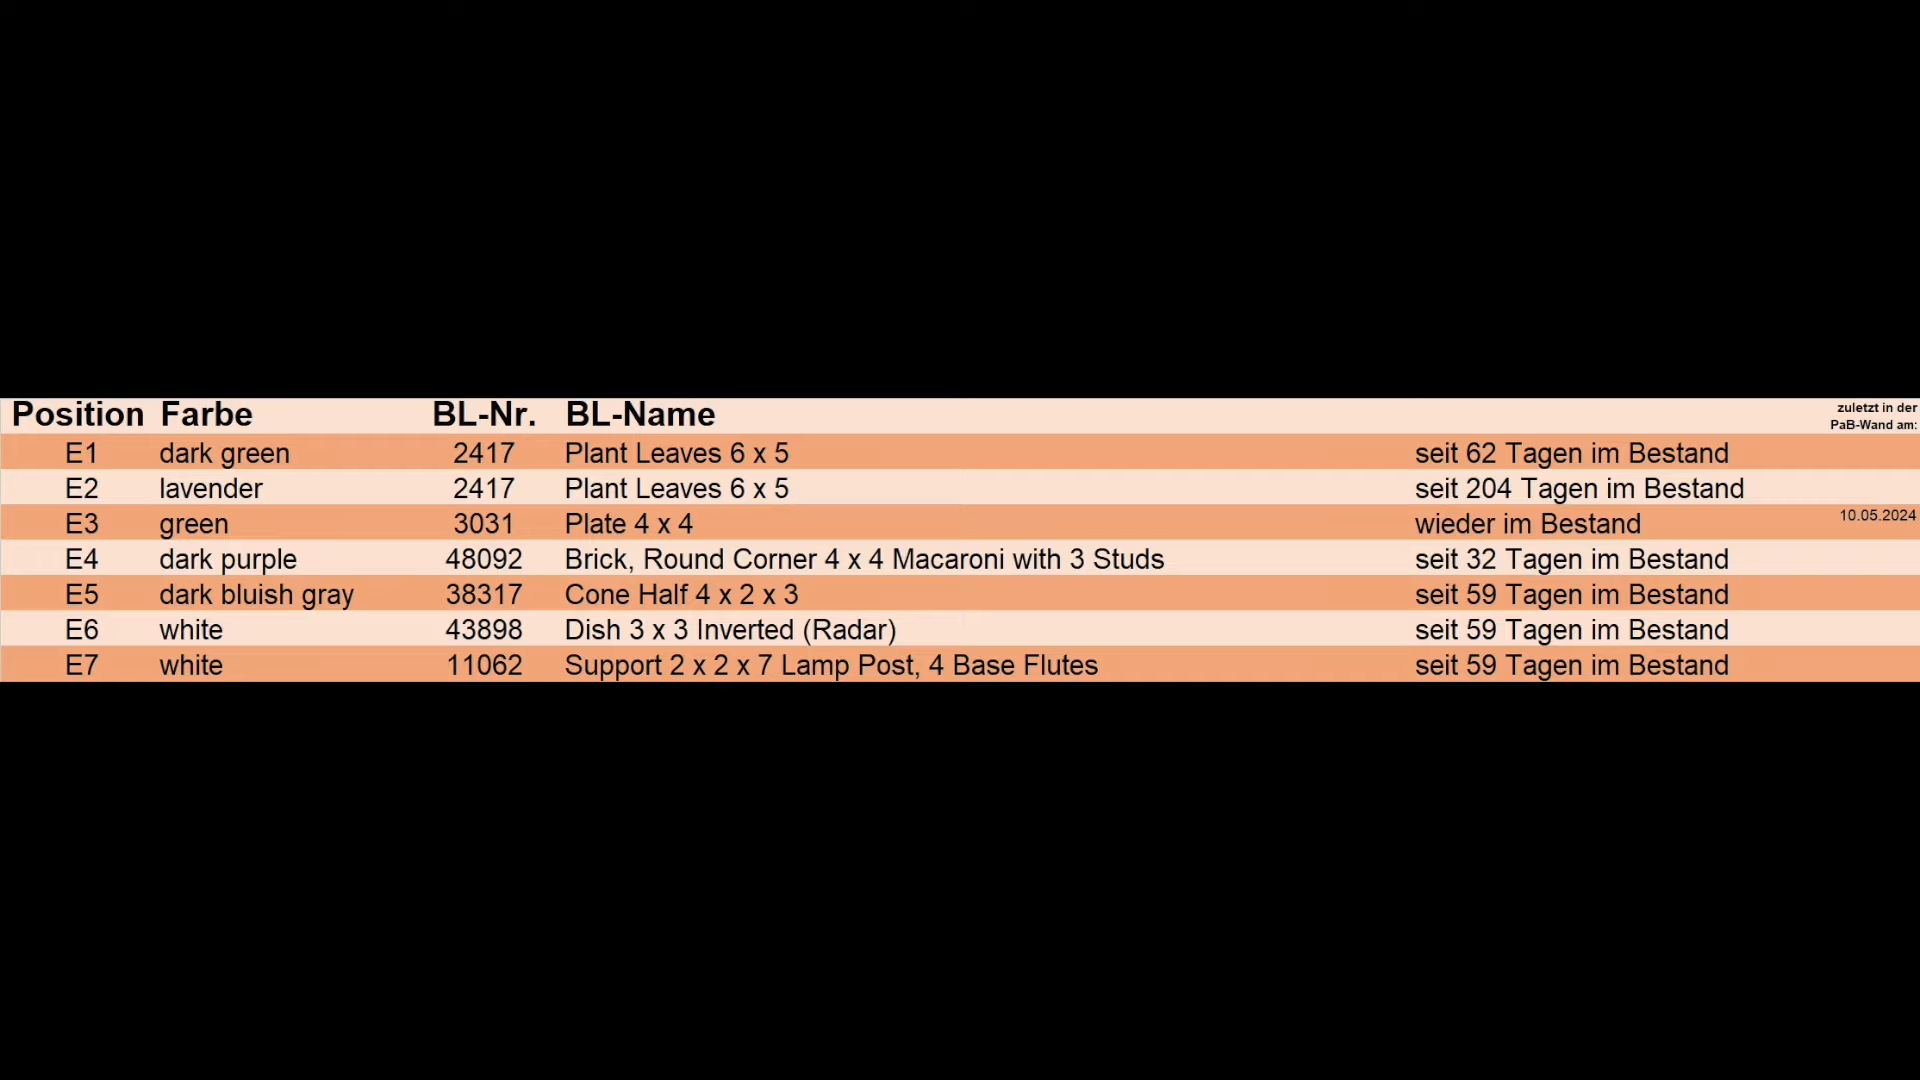 Position Farbe BL-Nr. BL-Name zuletzt in der
PaB-Wand am:
E1 dark green 2417 Plant Leaves 6 x 5 seit 62 Tagen im Bestand
E2 lavender 2417 Plant Leaves 6 x 5 seit 204 Tagen im Bestand
E3 green 3031 Plate 4 x 4 wieder im Bestand 10.05.2024
E4 dark purple 48092 Brick, Round Corner 4 x 4 Macaroni with 3 Studs seit 32 Tagen im Bestand
E5 dark bluish gray 38317 Cone Half 4 x 2 x 3 seit 59 Tagen im Bestand
E6 white 43898 Dish 3 x 3 Inverted (Radar) seit 59 Tagen im Bestand
E7 white 11062 Support 2 x 2 x 7 Lamp Post, 4 Base Flutes seit 59 Tagen im Bestand